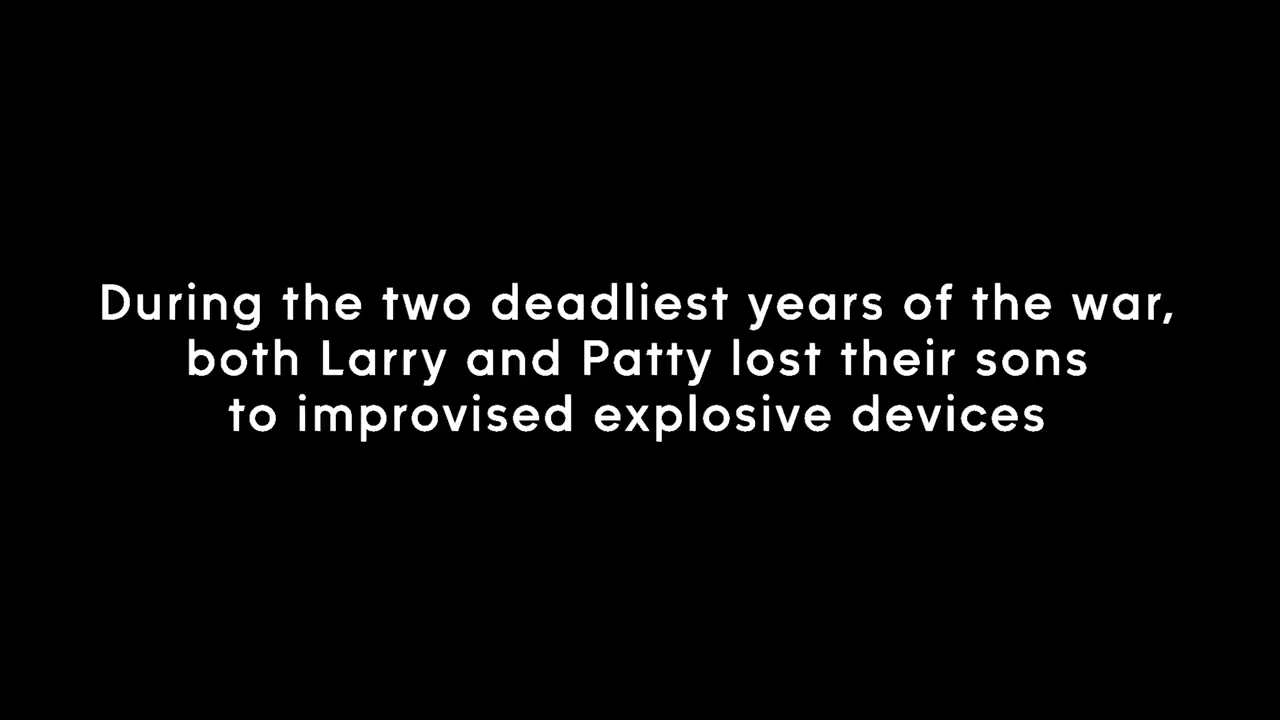 During the two deadliest years of the war,
both Larry and Patty lost their sons
to improvised explosive devices